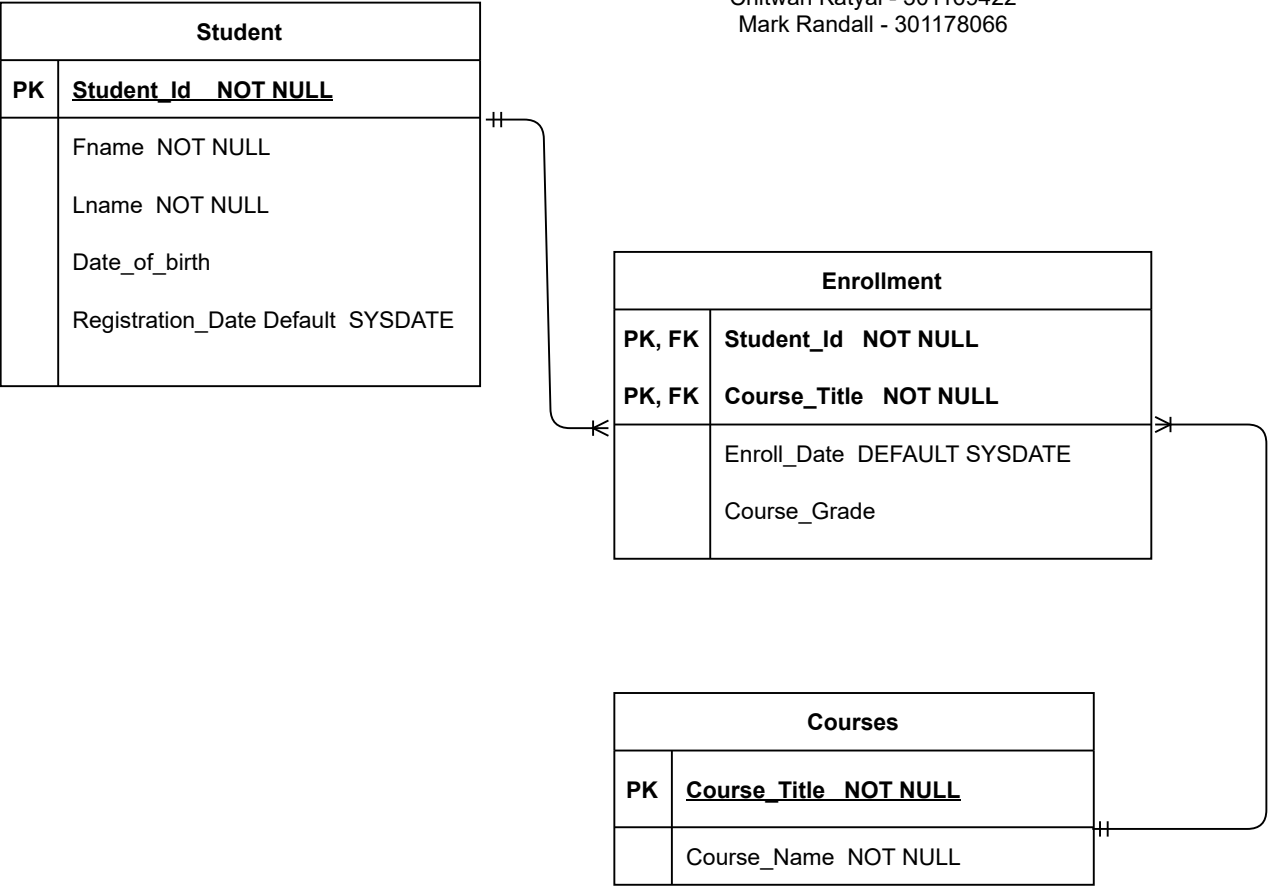 Mark Randall - 301178066
Student
PK Student_Id NOT NULL
Fname NOT NULL
Lname NOT NULL
Date_of_birth
Registration_Date Default SYSDATE
Enrollment
PK, FK Student_Id NOT NULL
PK, FK Course_Title NOT NULL
Enroll_Date DEFAULT SYSDATE
Course_Grade
Courses
PK Course_Title NOT NULL
Course_Name NOT NULL